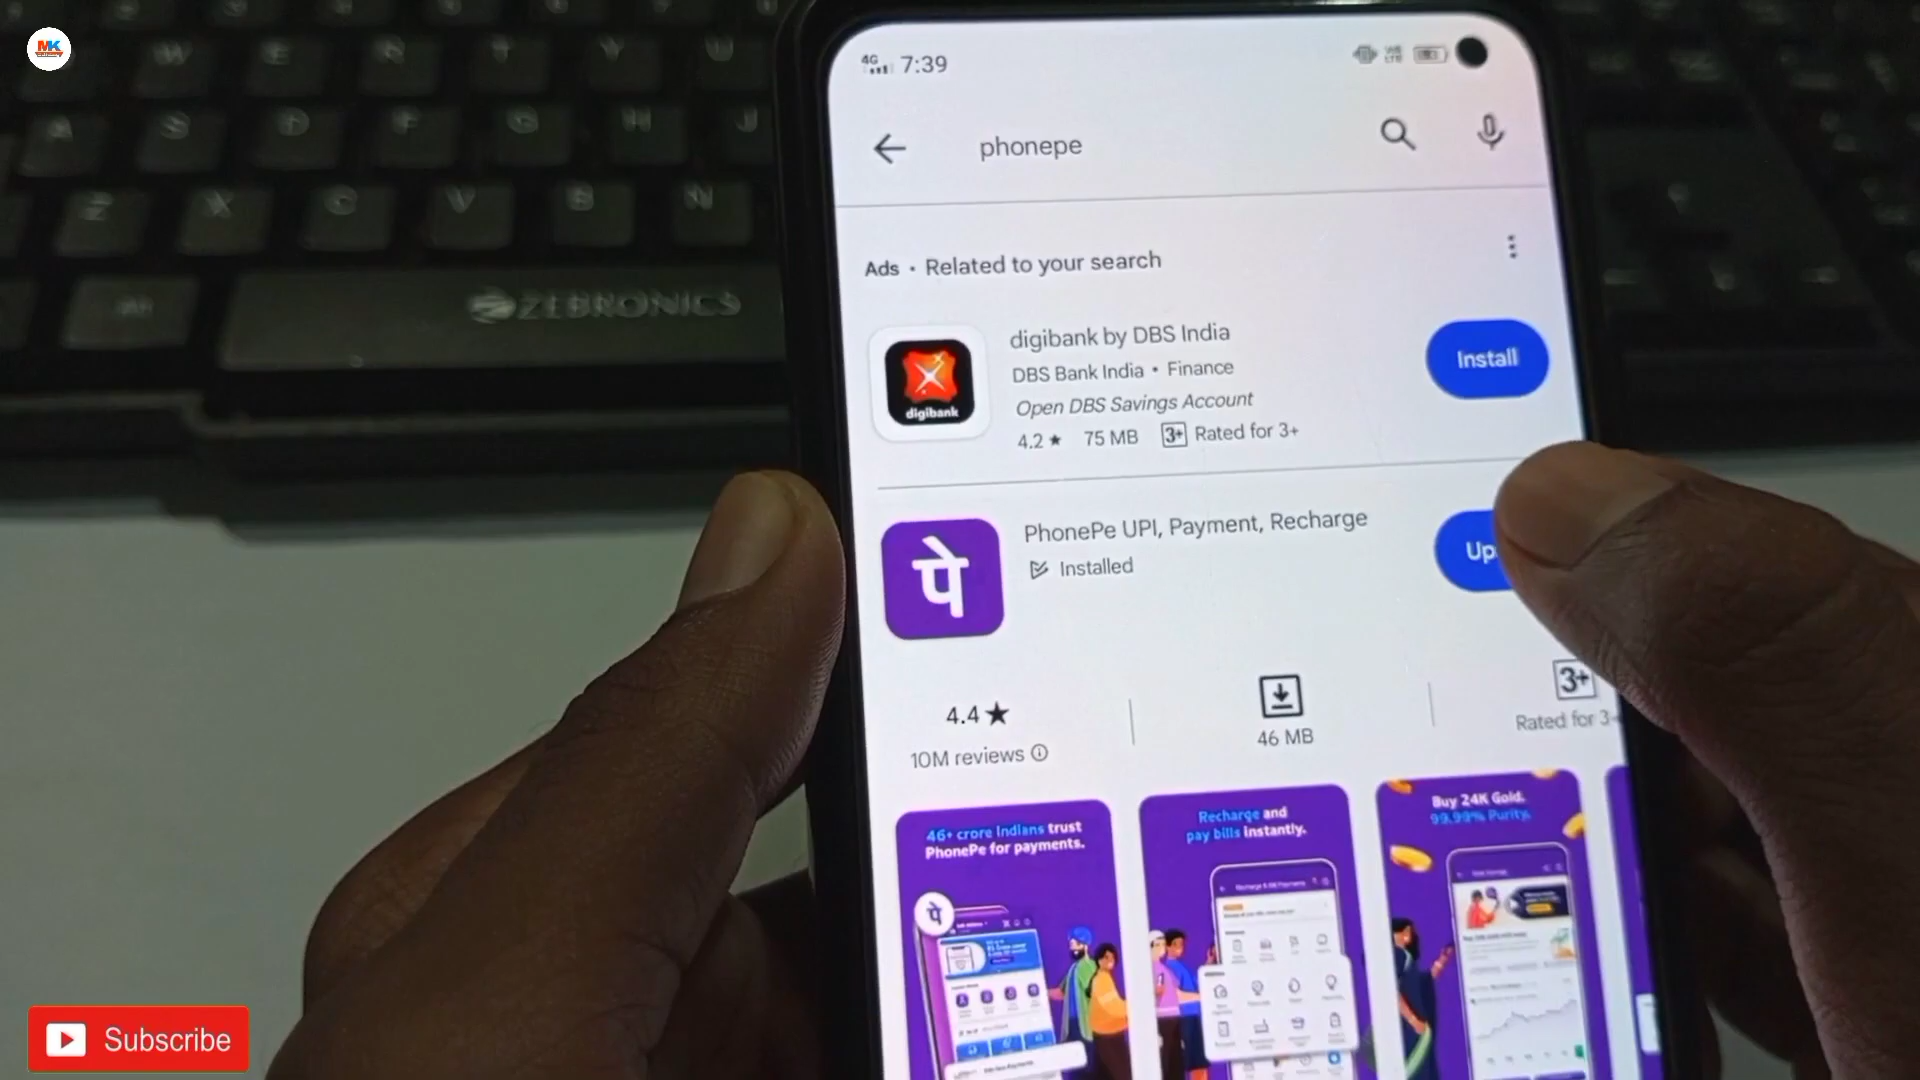 MK
W E R T Y U
A S D F G H J
Z X C V B N
Alt
ZEBRONICS
4G 7:39
phonepe
Ads • Related to your search
digibank by DBS India
DBS Bank India • Finance
Open DBS Savings Account
4.2 ★ 75 MB 3+ Rated for 3+
Install
digibank
PhonePe UPI, Payment, Recharge
Installed
Up
पे
4.4 ★
10M reviews
46 MB
3+
Rated for 3
46+ crore Indians trust
PhonePe for payments.
पे
Recharge and
pay bills instantly.
Buy 24K Gold.
99.99% Purity.
Subscribe